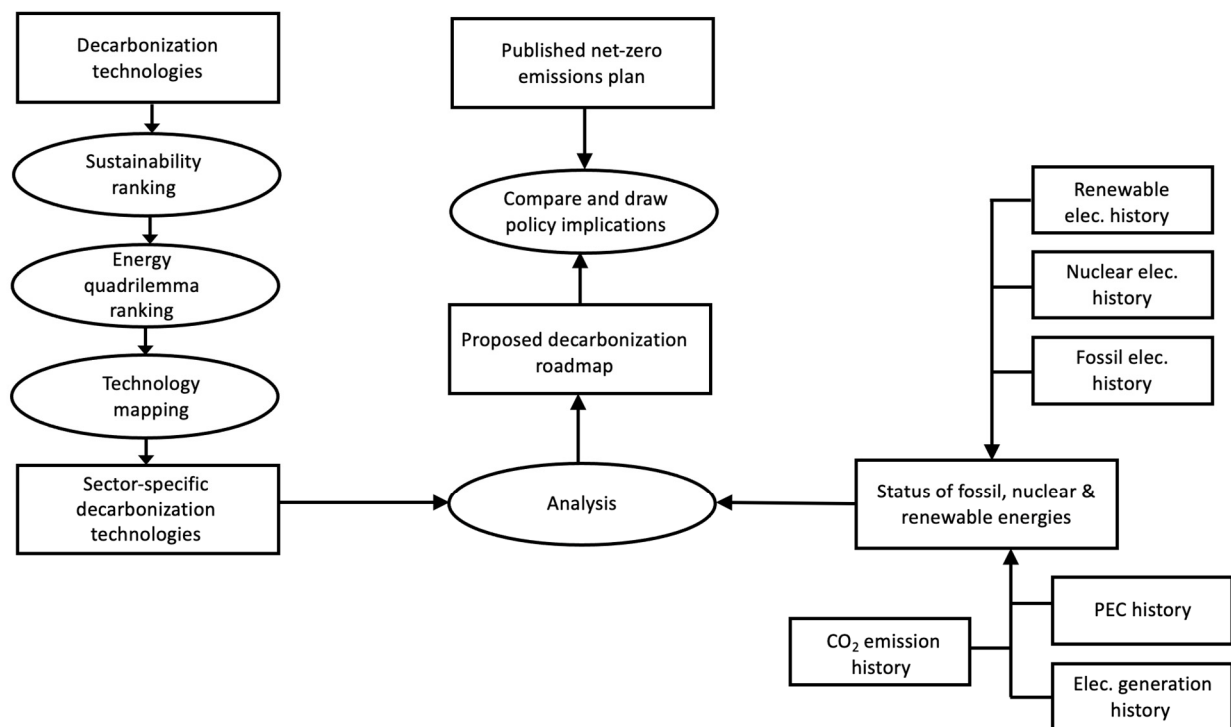 Decarbonization
technologies
Sustainability
ranking
Energy
quadrilemma
ranking
Technology
mapping
Sector-specific
decarbonization
technologies
Published net-zero
emissions plan
Compare and draw
policy implications
Proposed decarbonization
roadmap
Analysis
Renewable
elec. history
Nuclear elec.
history
Fossil elec.
history
Status of fossil, nuclear &
renewable energies
CO₂ emission
history
PEC history
Elec. generation
history